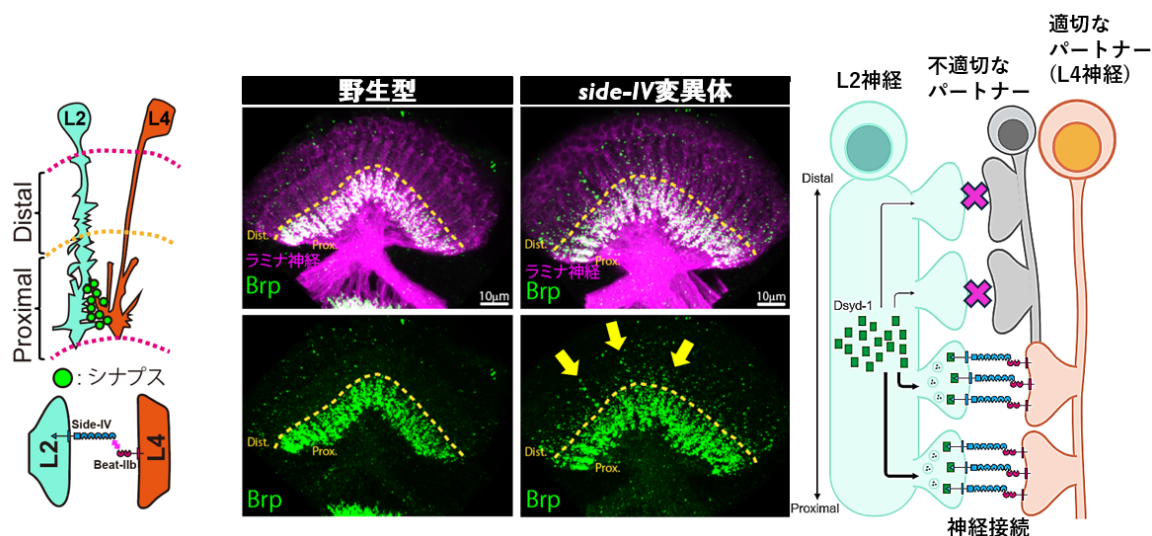 L2
L4
Distal
Proximal
: シナプス
L2
Side-IV
Beat-IIb
L4
野生型
side-IV変異体
Dist.
Prox.
ラミナ神経
Brp
10μm
Dist.
Prox.
ラミナ神経
Brp
10μm
Dist.
Prox.
Brp
Dist.
Prox.
Brp
L2神経
不適切な
パートナー
適切な
パートナー
(L4神経)
Distal
Dsyd-1
Proximal
神経接続